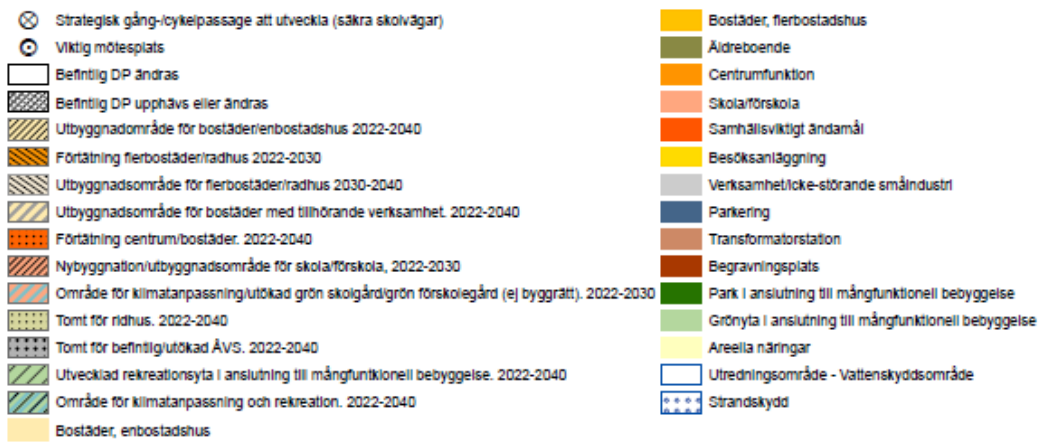 Strategisk gång-/cykelpassage att utveckla (säkra skolvägar)
Viktig mötesplats
Befintlig DP ändras
Befintlig DP upphävs eller ändras
Utbyggnadområde för bostäder/enbostadshus 2022-2040
Förtätning flerbostäder/radhus 2022-2030
Utbyggnadsområde för flerbostäder/radhus 2030-2040
Utbyggnadsområde för bostäder med tillhörande verksamhet. 2022-2040
Förtätning centrum/bostäder. 2022-2040
Nybyggnation/utbyggnadsområde för skola/förskola, 2022-2030
Område för klimatanpassning/utökad grön skolgård/grön förskolegård (ej byggrätt). 2022-2030
Tomt för ridhus. 2022-2040
Tomt för befintlig/utökad ÅVS. 2022-2040
Utvecklad rekreationsyta i anslutning till mångfuntkionell bebyggelse. 2022-2040
Område för klimatanpassning och rekreation. 2022-2040
Bostäder, enbostadshus
Bostäder, flerbostadshus
Äldreboende
Centrumfunktion
Skola/förskola
Samhällsviktigt ändamål
Besöksanläggning
Verksamhet/icke-störande småindustri
Parkering
Transformatorstation
Begravningsplats
Park i anslutning till mångfunktionell bebyggelse
Grönyta i anslutning till mångfunktionell bebyggelse
Areella näringar
Utredningsområde - Vattenskyddsområde
Strandskydd